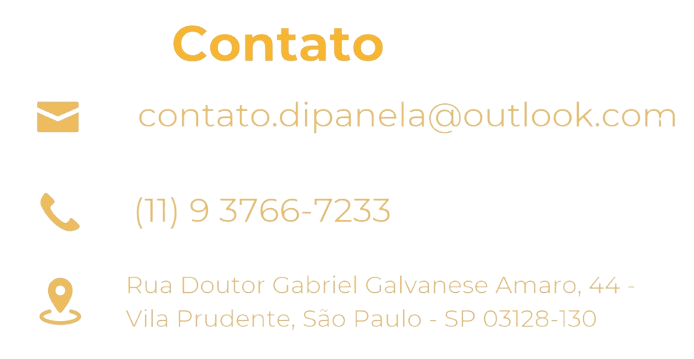 Contato
contato.dipanela@outlook.com
(11) 9 3766-7233
Rua Doutor Gabriel Galvanese Amaro, 44 -
Vila Prudente, São Paulo - SP 03128-130